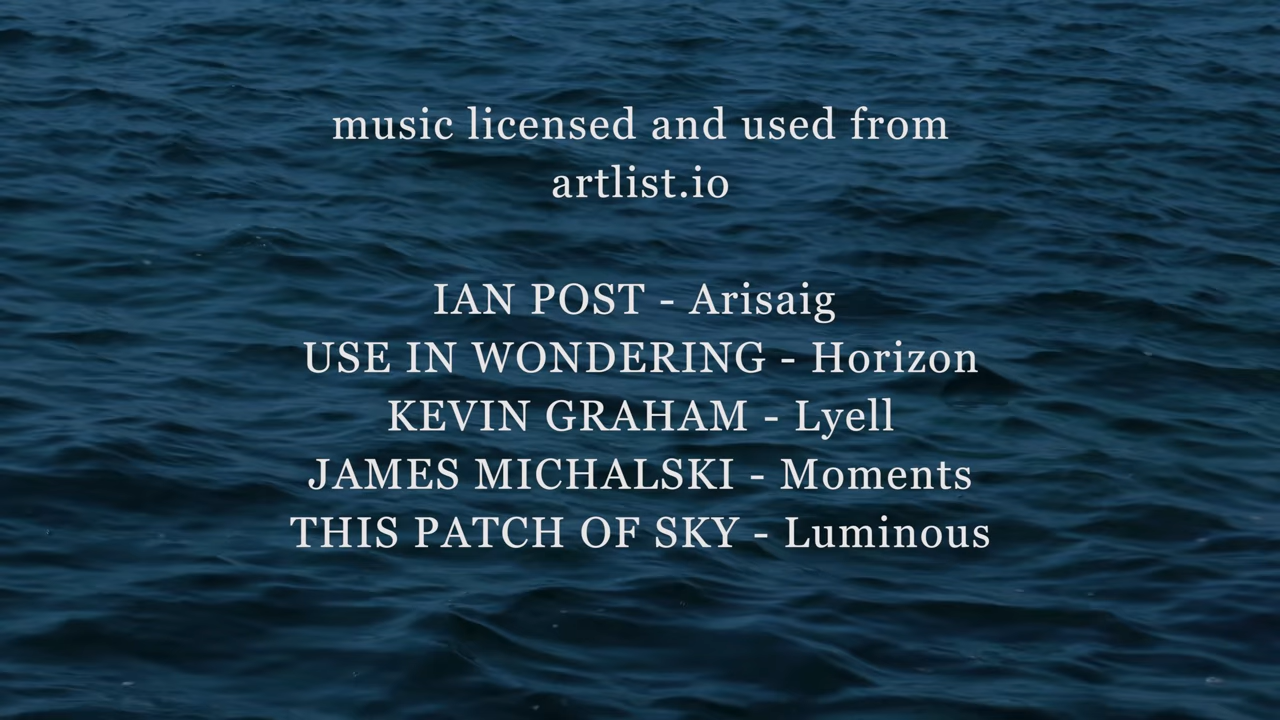 music licensed and used from
artlist.io
IAN POST - Arisaig
USE IN WONDERING - Horizon
KEVIN GRAHAM - Lyell
JAMES MICHALSKI - Moments
THIS PATCH OF SKY - Luminous